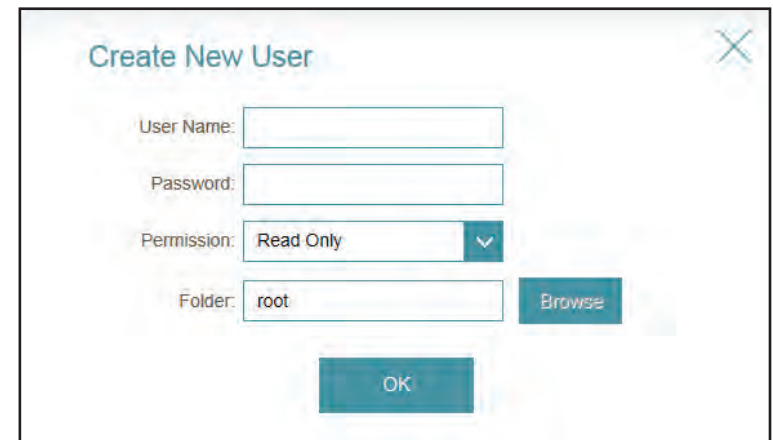 Create New User
User Name:
Password:
Permission: Read Only
Folder: root Browse
OK